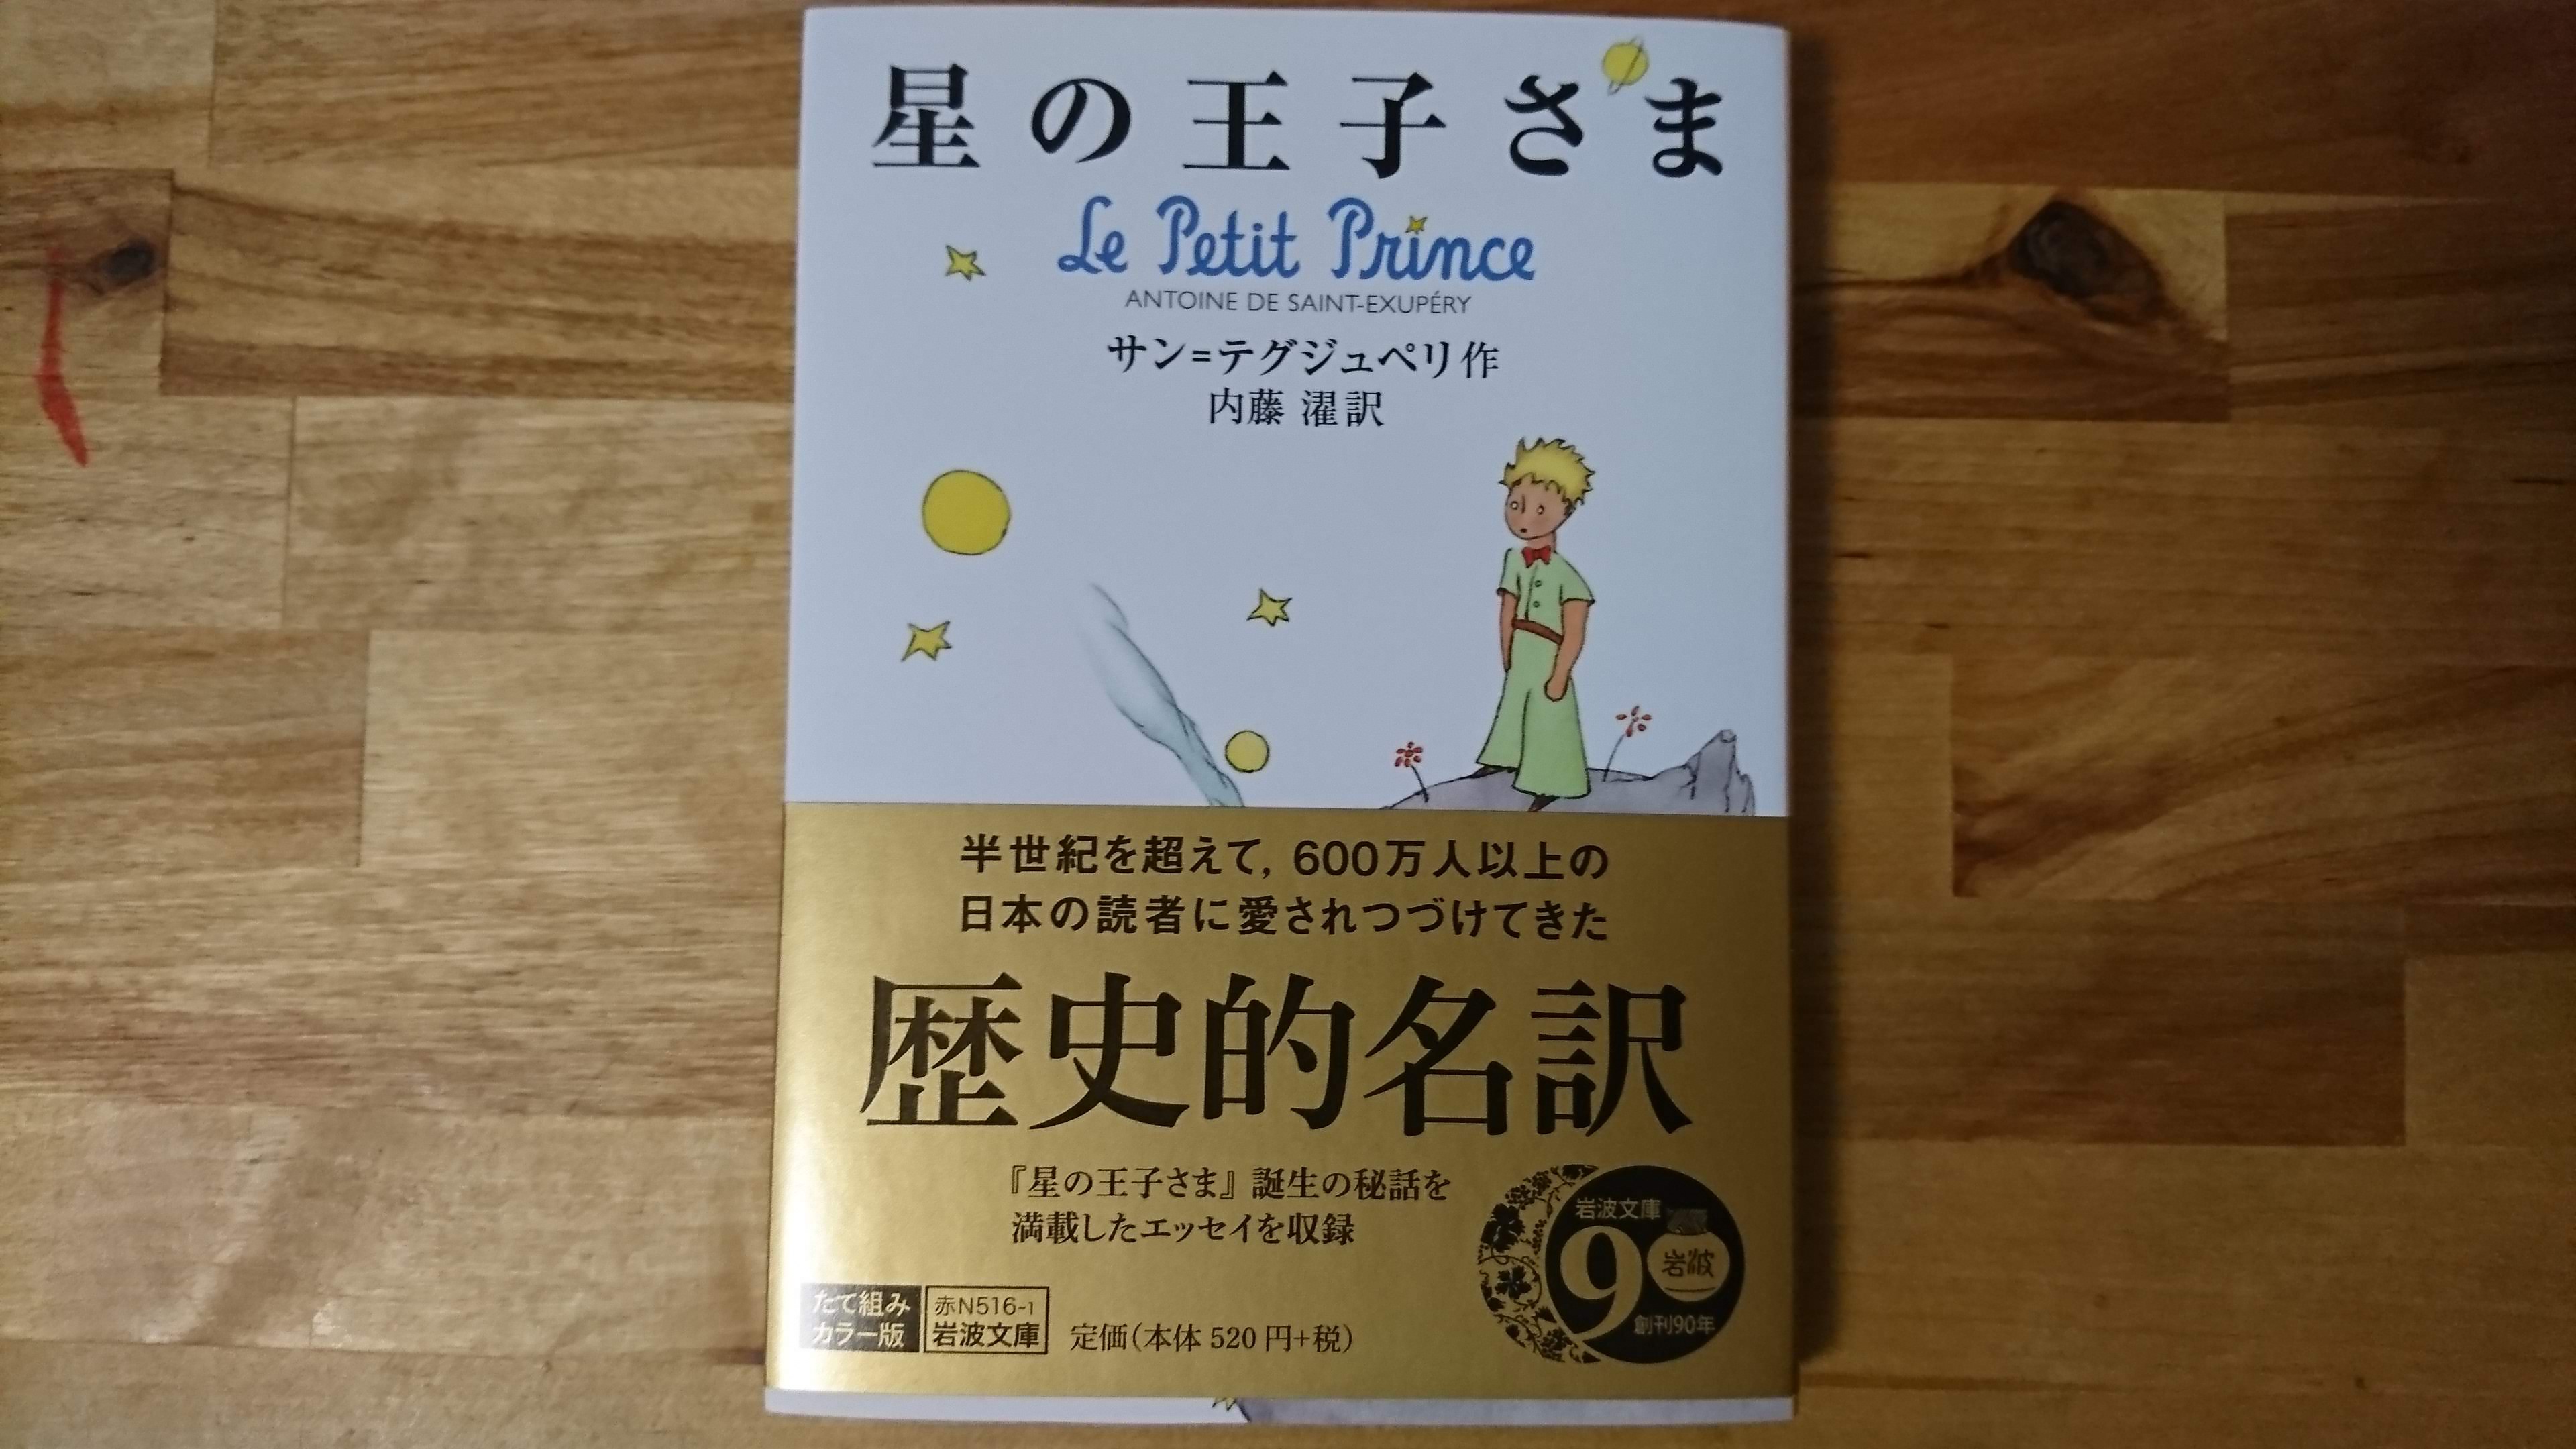 星の王子さま
Le Petit Prince
ANTOINE DE SAINT-EXUPÉRY
サン=テグジュペリ作
内藤 濯訳
半世紀を超えて, 600万人以上の
日本の読者に愛されつづけてきた
歴史的名訳
『星の王子さま』誕生の秘話を
満載したエッセイを収録
岩波文庫
90
岩波
創刊90年
たて組み
カラー版
赤N516-1
岩波文庫
定価(本体 520 円+税)